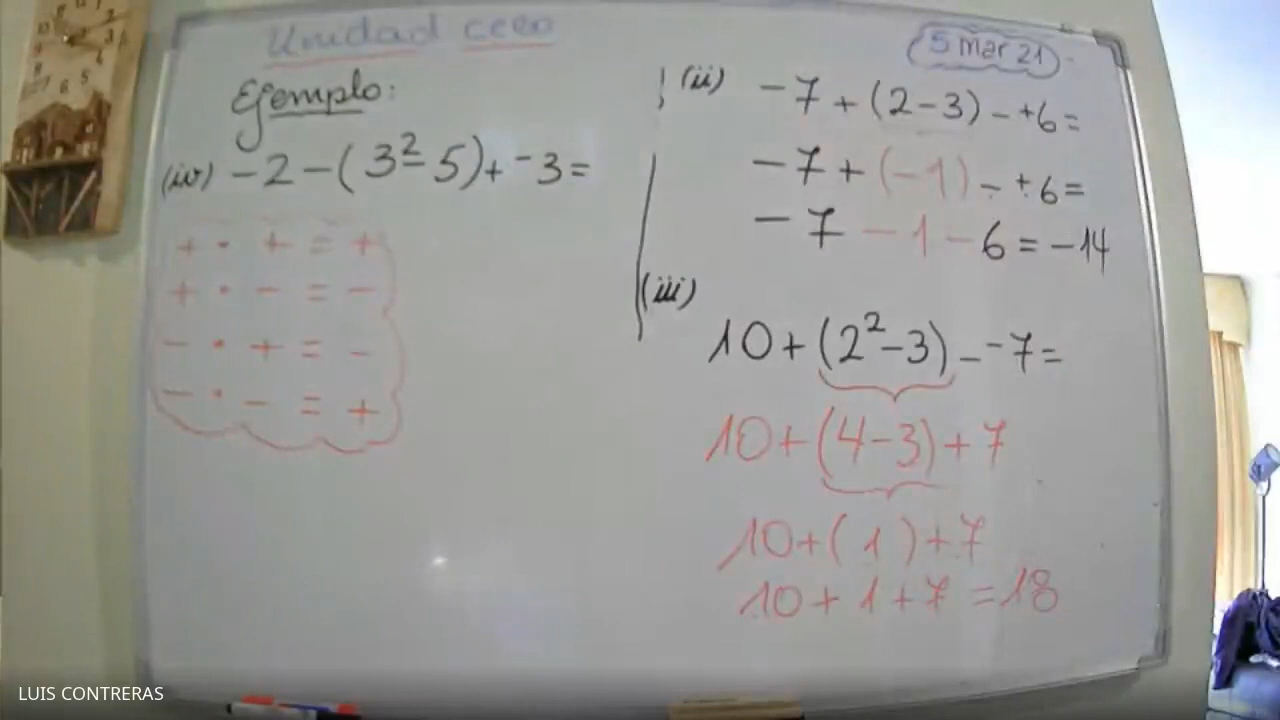 Unidad cero
Ejemplo:
(iv) -2-(3²-5)+ ⁻3=
+ · + = +
+ · - = -
- · + = -
- · - = +
5 Mar 21
(ii) -7+(2-3)- ⁺6=
-7+(-1)- ⁺6=
-7-1-6=-14
(iii)
10+(2²-3)- ⁻7=
10+(4-3)+7
10+(1)+7
10+1+7=18
LUIS CONTRERAS